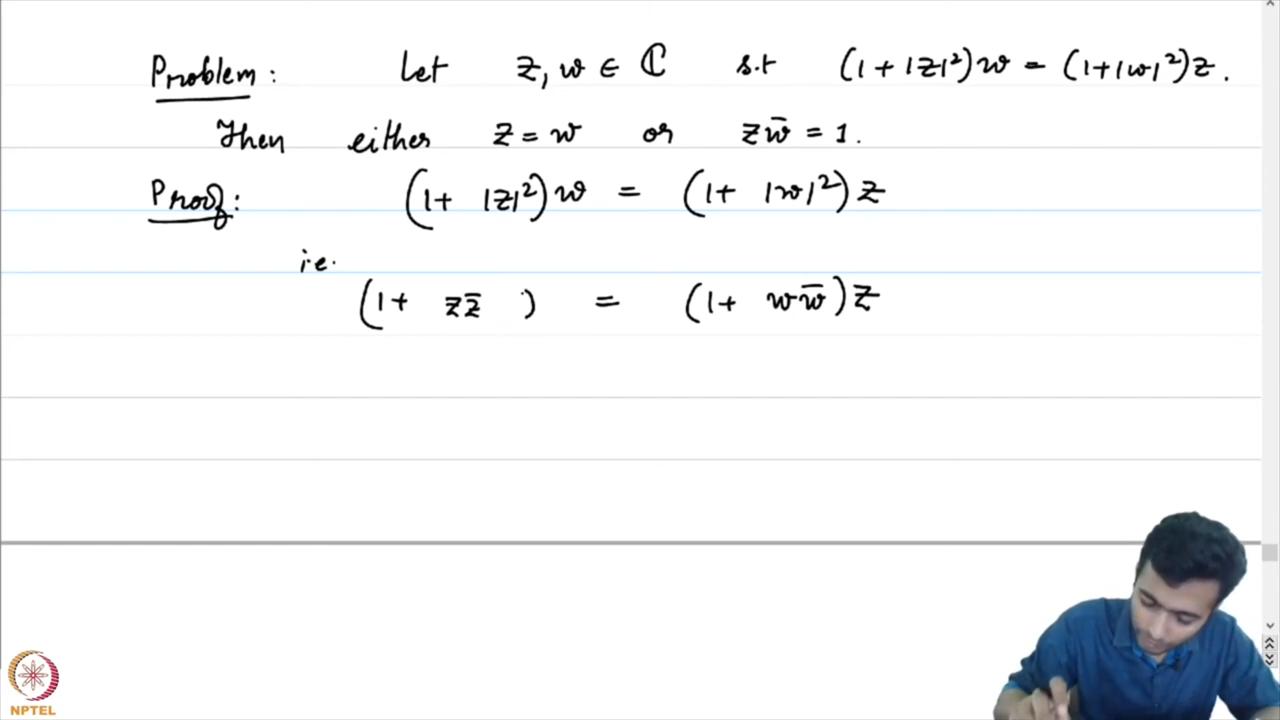 Problem: Let z, w ∈ ℂ s.t (1+|z|²)w = (1+|w|²)z.
Then either z = w or zw̄ = 1.
Proof: (1+ |z|²)w = (1+ |w|²)z
i.e.
(1+ zz̄ ) = (1+ ww̄)z
NPTEL